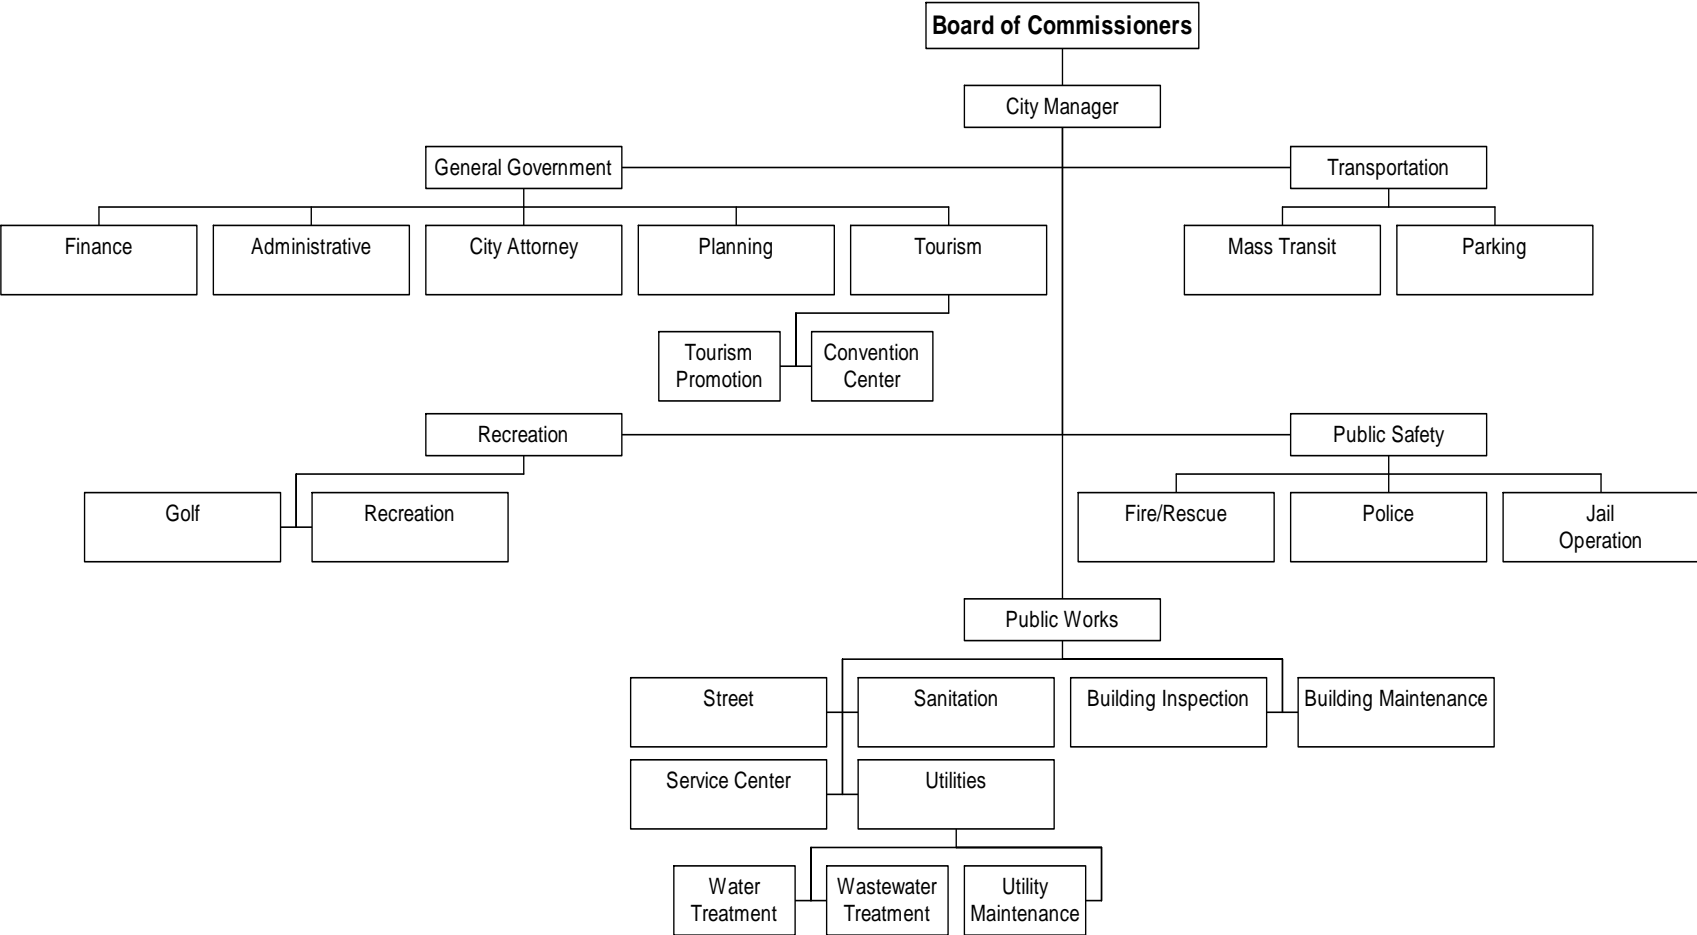 Board of Commissioners
City Manager
General Government
Transportation
Finance
Administrative
City Attorney
Planning
Tourism
Mass Transit
Parking
Tourism
Promotion
Convention
Center
Recreation
Public Safety
Golf
Recreation
Fire/Rescue
Police
Jail
Operation
Public Works
Street
Sanitation
Building Inspection
Building Maintenance
Service Center
Utilities
Water
Treatment
Wastewater
Treatment
Utility
Maintenance